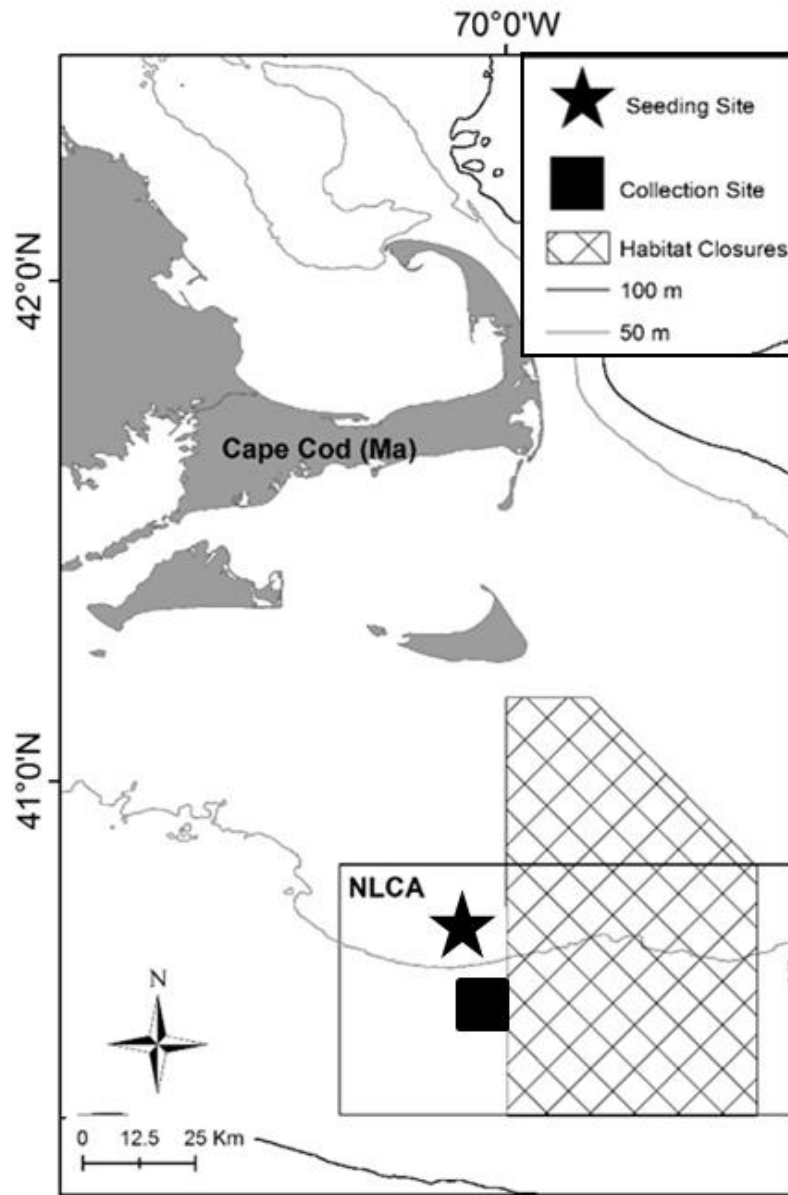 70°0'W
Seeding Site
Collection Site
Habitat Closures
100 m
50 m
42°0'N
Cape Cod (Ma)
41°0'N
NLCA
N
0 12.5 25 Km